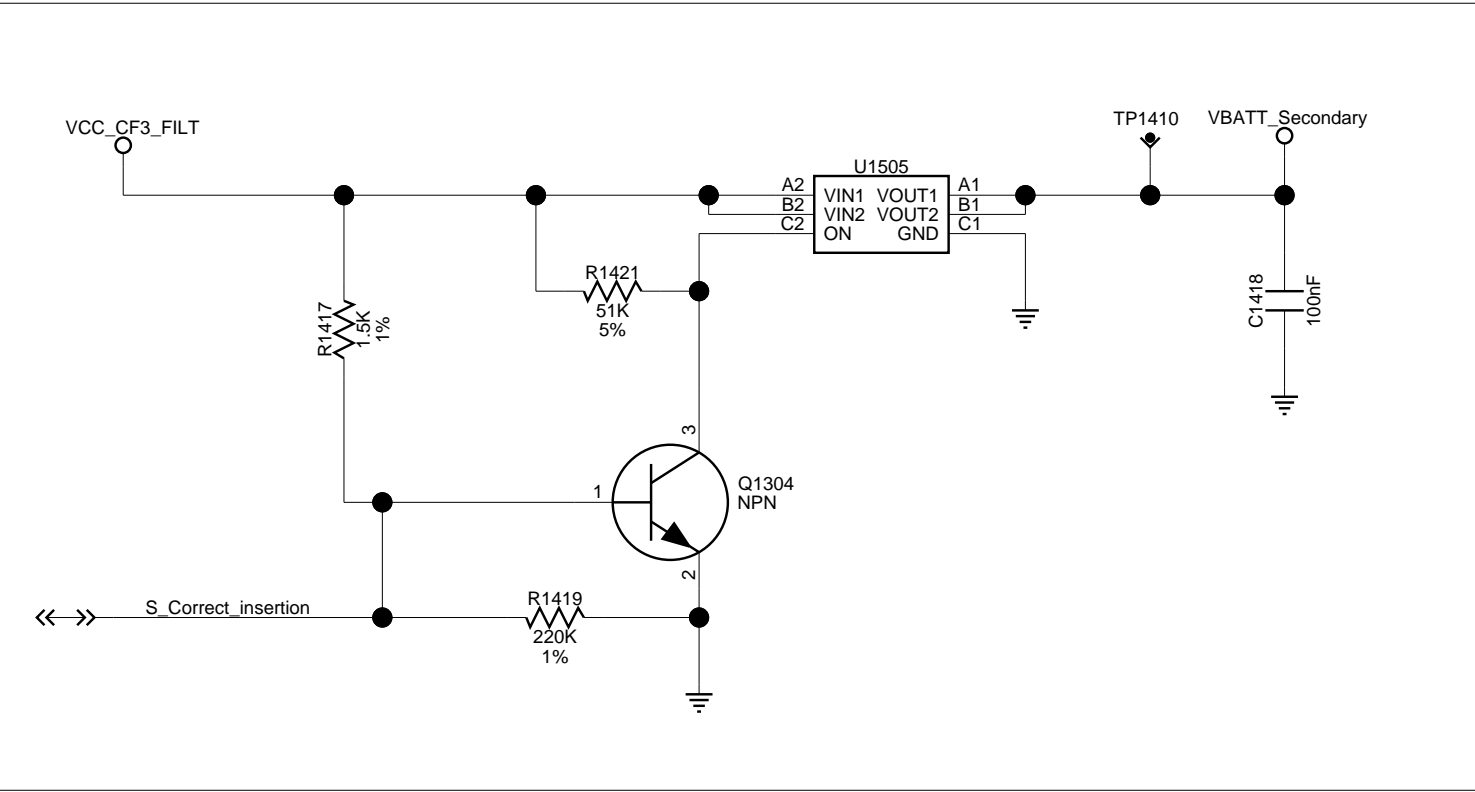 VCC_CF3_FILT
TP1410
VBATT_Secondary
U1505
A2
VIN1
VOUT1
A1
B2
VIN2
VOUT2
B1
C2
ON
GND
C1
R1421
51K
5%
R1417
1.5K
1%
C1418
100nF
3
1
Q1304
NPN
2
S_Correct_insertion
R1419
220K
1%